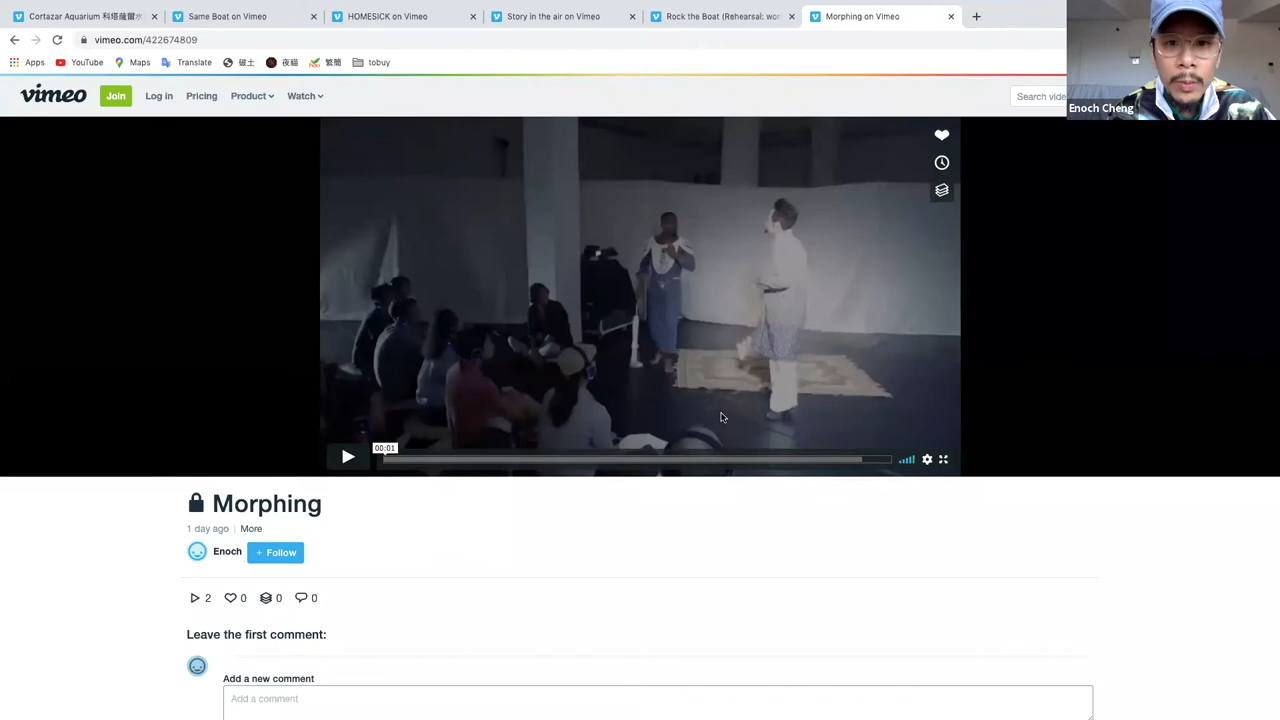 Cortazar Aquarium 科塔薩爾水
Same Boat on Vimeo
HOMESICK on Vimeo
Story in the air on Vimeo
Rock the Boat (Rehearsal: wor
Morphing on Vimeo
vimeo.com/422674809
Apps YouTube Maps Translate 破土 夜貓 繁簡 tobuy
vimeo Join Log in Pricing Product Watch Search vide
Enoch Cheng
00:01
Morphing
1 day ago | More
Enoch + Follow
2 0 0 0
Leave the first comment:
Add a new comment
Add a comment